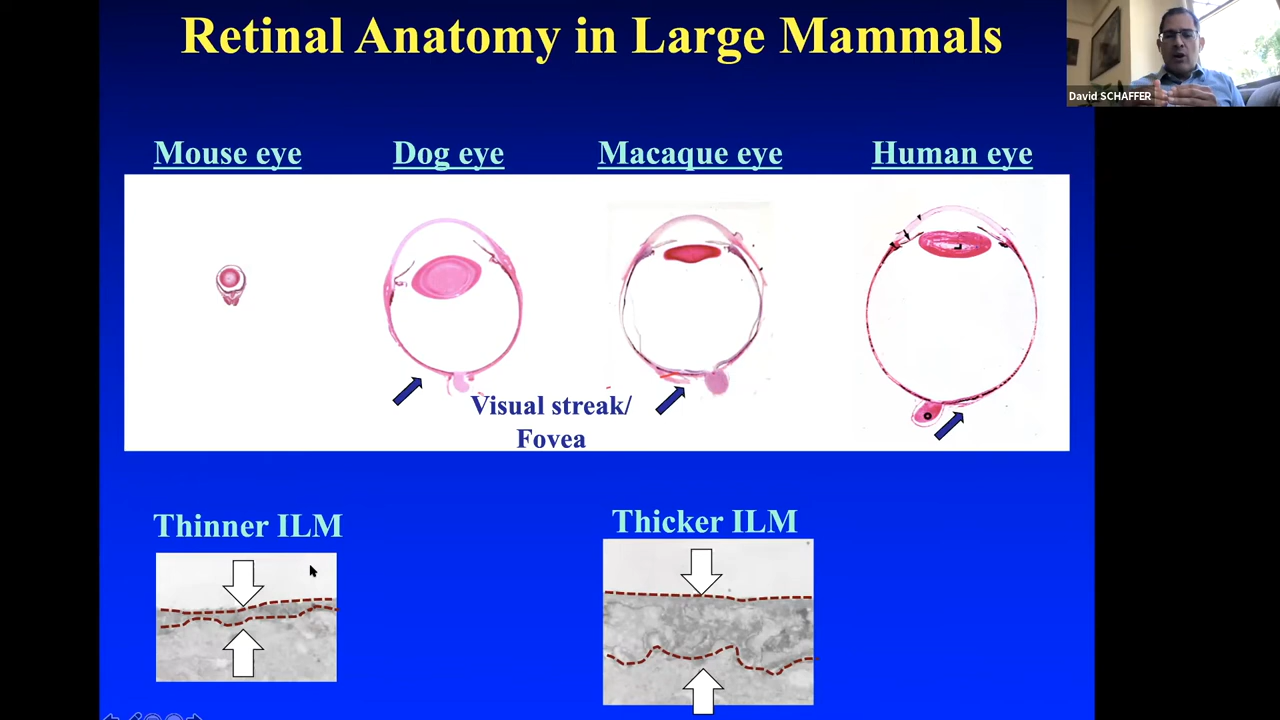 Retinal Anatomy in Large Mammals
David SCHAFFER
Mouse eye
Dog eye
Macaque eye
Human eye
Visual streak/
Fovea
Thinner ILM
Thicker ILM